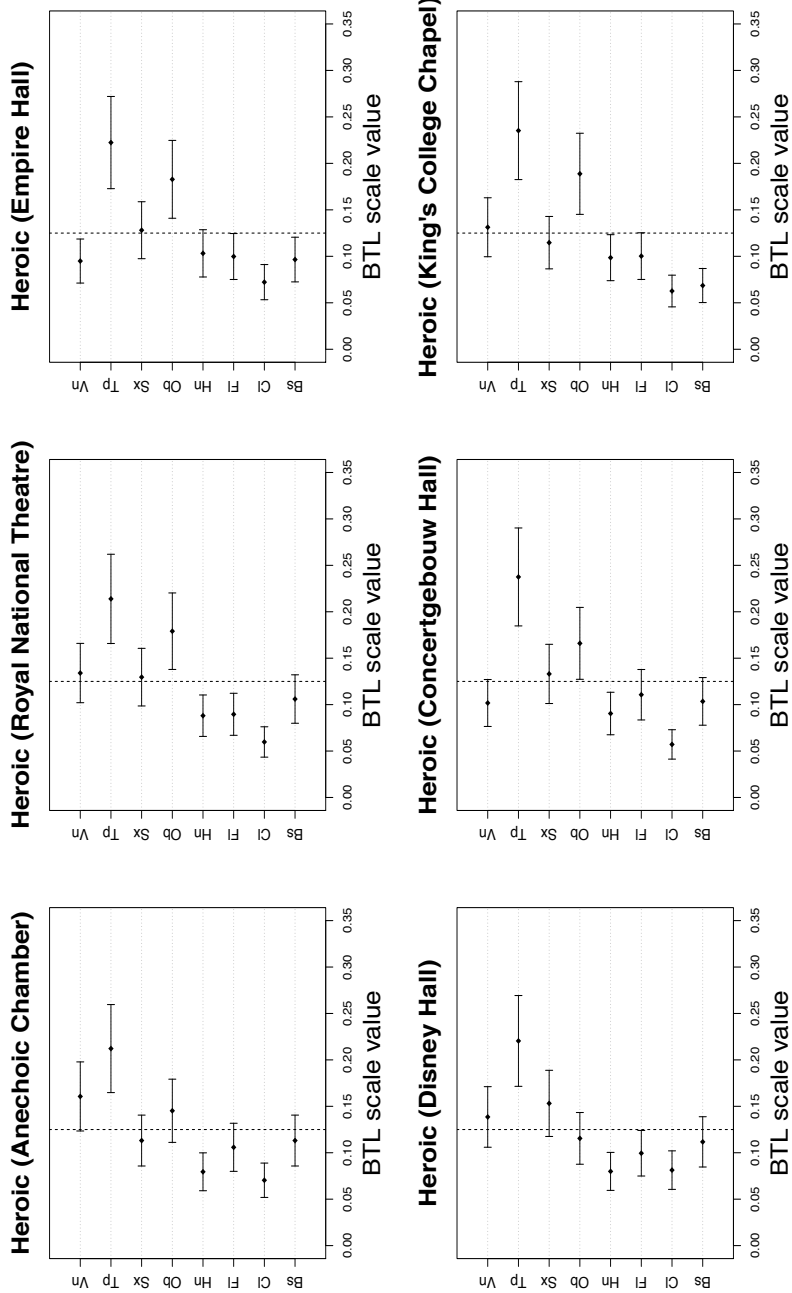 Heroic (Anechoic Chamber)
Vn
Tp
Sx
Ob
Hn
Fl
Cl
Bs
0.00 0.05 0.10 0.15 0.20 0.25 0.30 0.35
BTL scale value
Heroic (Royal National Theatre)
Vn
Tp
Sx
Ob
Hn
Fl
Cl
Bs
0.00 0.05 0.10 0.15 0.20 0.25 0.30 0.35
BTL scale value
Heroic (Empire Hall)
Vn
Tp
Sx
Ob
Hn
Fl
Cl
Bs
0.00 0.05 0.10 0.15 0.20 0.25 0.30 0.35
BTL scale value
Heroic (Disney Hall)
Vn
Tp
Sx
Ob
Hn
Fl
Cl
Bs
0.00 0.05 0.10 0.15 0.20 0.25 0.30 0.35
BTL scale value
Heroic (Concertgebouw Hall)
Vn
Tp
Sx
Ob
Hn
Fl
Cl
Bs
0.00 0.05 0.10 0.15 0.20 0.25 0.30 0.35
BTL scale value
Heroic (King's College Chapel)
Vn
Tp
Sx
Ob
Hn
Fl
Cl
Bs
0.00 0.05 0.10 0.15 0.20 0.25 0.30 0.35
BTL scale value